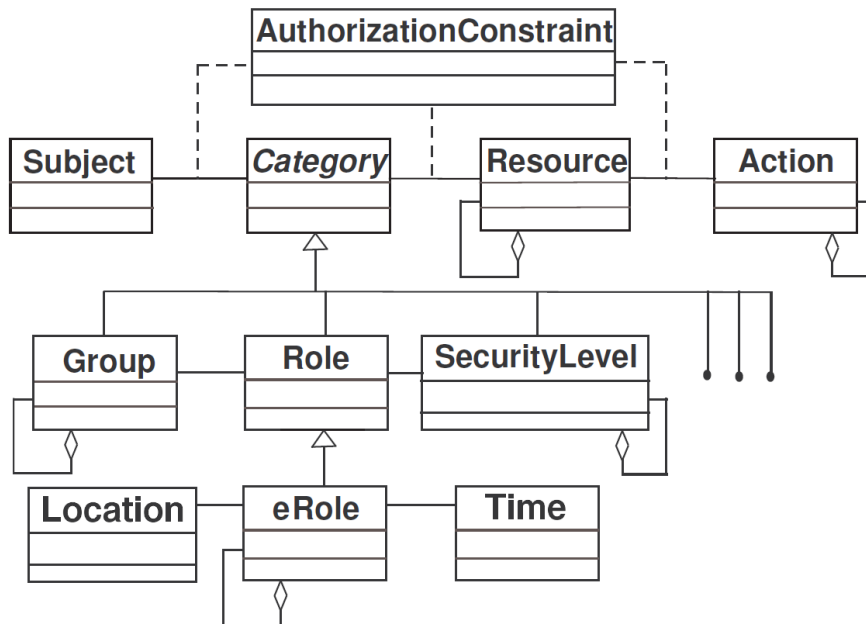 AuthorizationConstraint
Subject
Category
Resource
Action
Group
Role
SecurityLevel
Location
eRole
Time